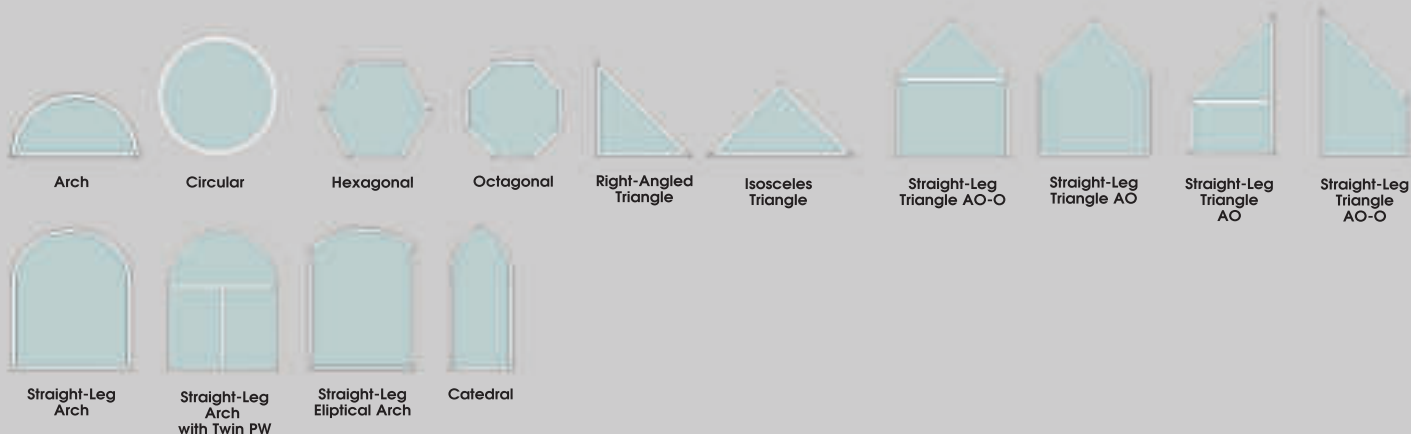 Arch
Circular
Hexagonal
Octagonal
Right-Angled
Triangle
Isosceles
Triangle
Straight-Leg
Triangle AO-O
Straight-Leg
Triangle AO
Straight-Leg
Triangle
AO
Straight-Leg
Triangle
AO-O
Straight-Leg
Arch
Straight-Leg
Arch
with Twin PW
Straight-Leg
Eliptical Arch
Catedral